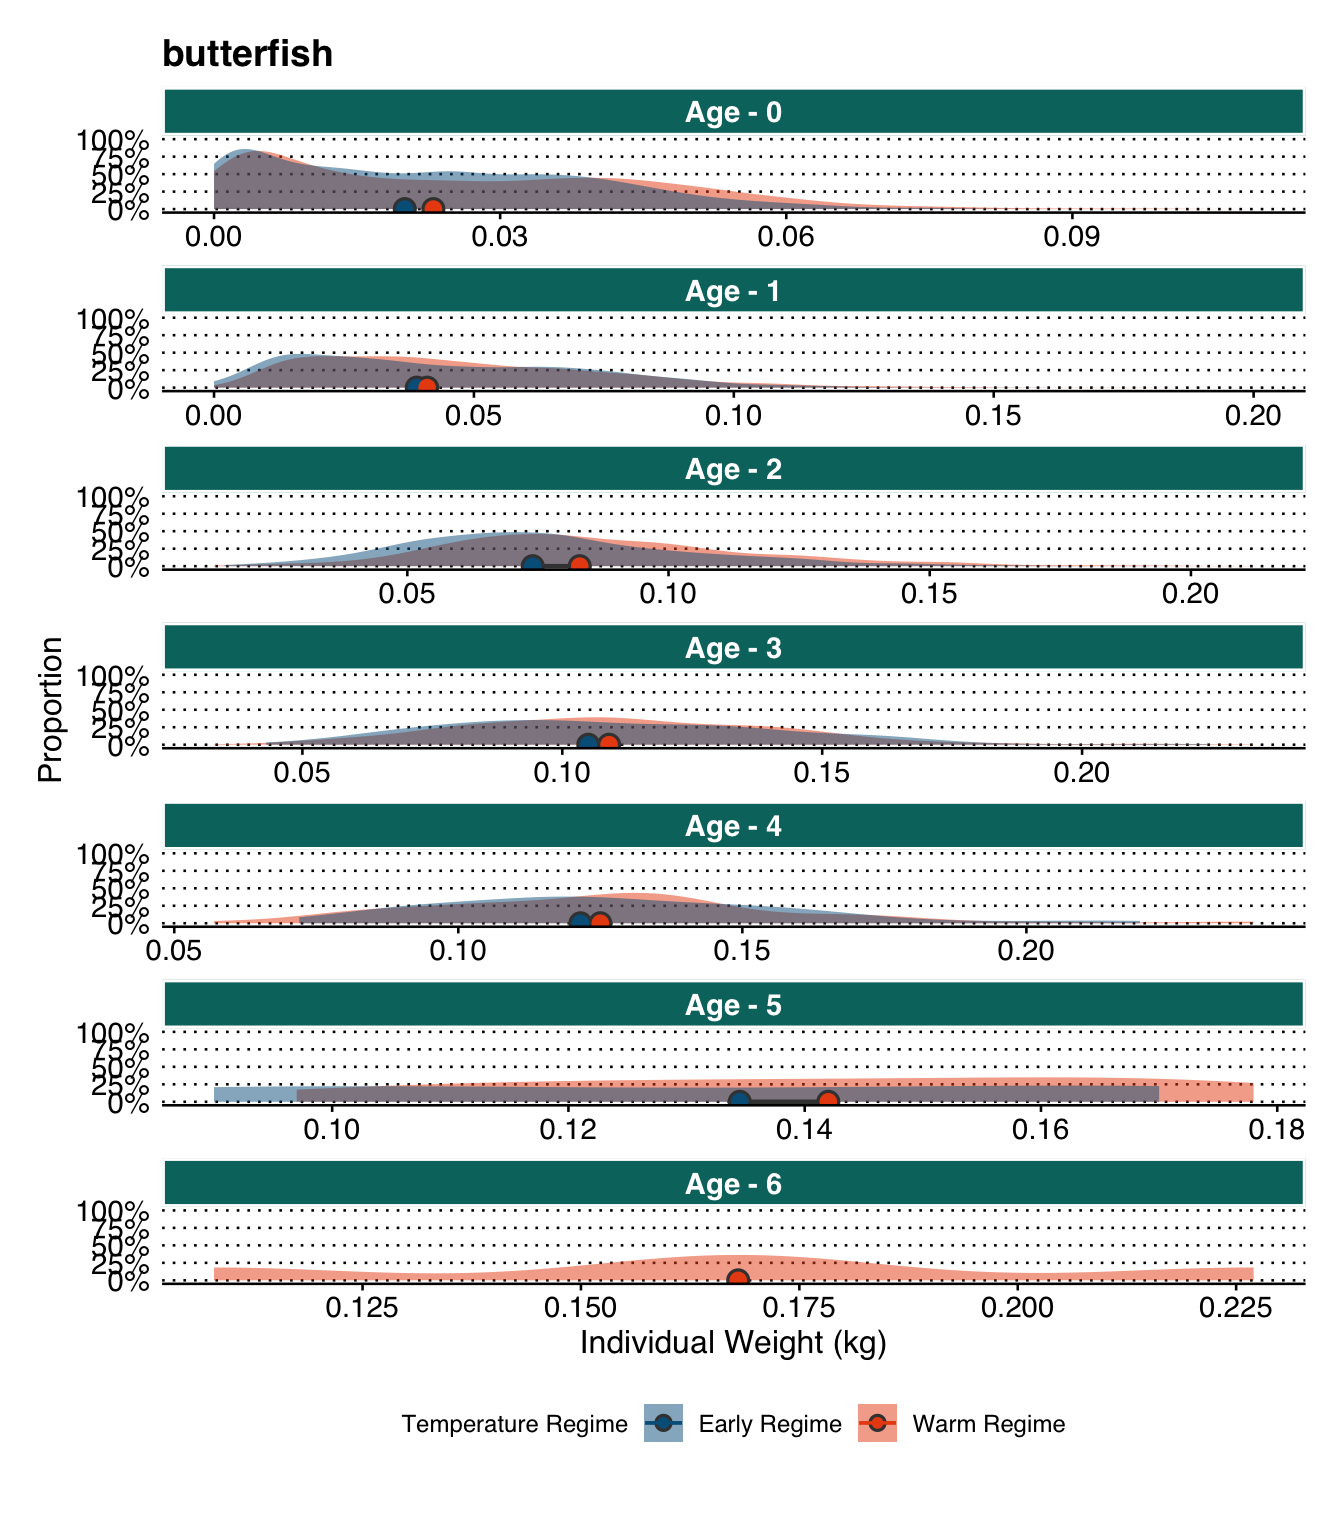 butterfish
Age - 0
100%
75%
50%
25%
0%
0.00 0.03 0.06 0.09
Age - 1
100%
75%
50%
25%
0%
0.00 0.05 0.10 0.15 0.20
Age - 2
100%
75%
50%
25%
0%
0.05 0.10 0.15 0.20
Proportion
Age - 3
100%
75%
50%
25%
0%
0.05 0.10 0.15 0.20
Age - 4
100%
75%
50%
25%
0%
0.05 0.10 0.15 0.20
Age - 5
100%
75%
50%
25%
0%
0.10 0.12 0.14 0.16 0.18
Age - 6
100%
75%
50%
25%
0%
0.125 0.150 0.175 0.200 0.225
Individual Weight (kg)
Temperature Regime Early Regime Warm Regime